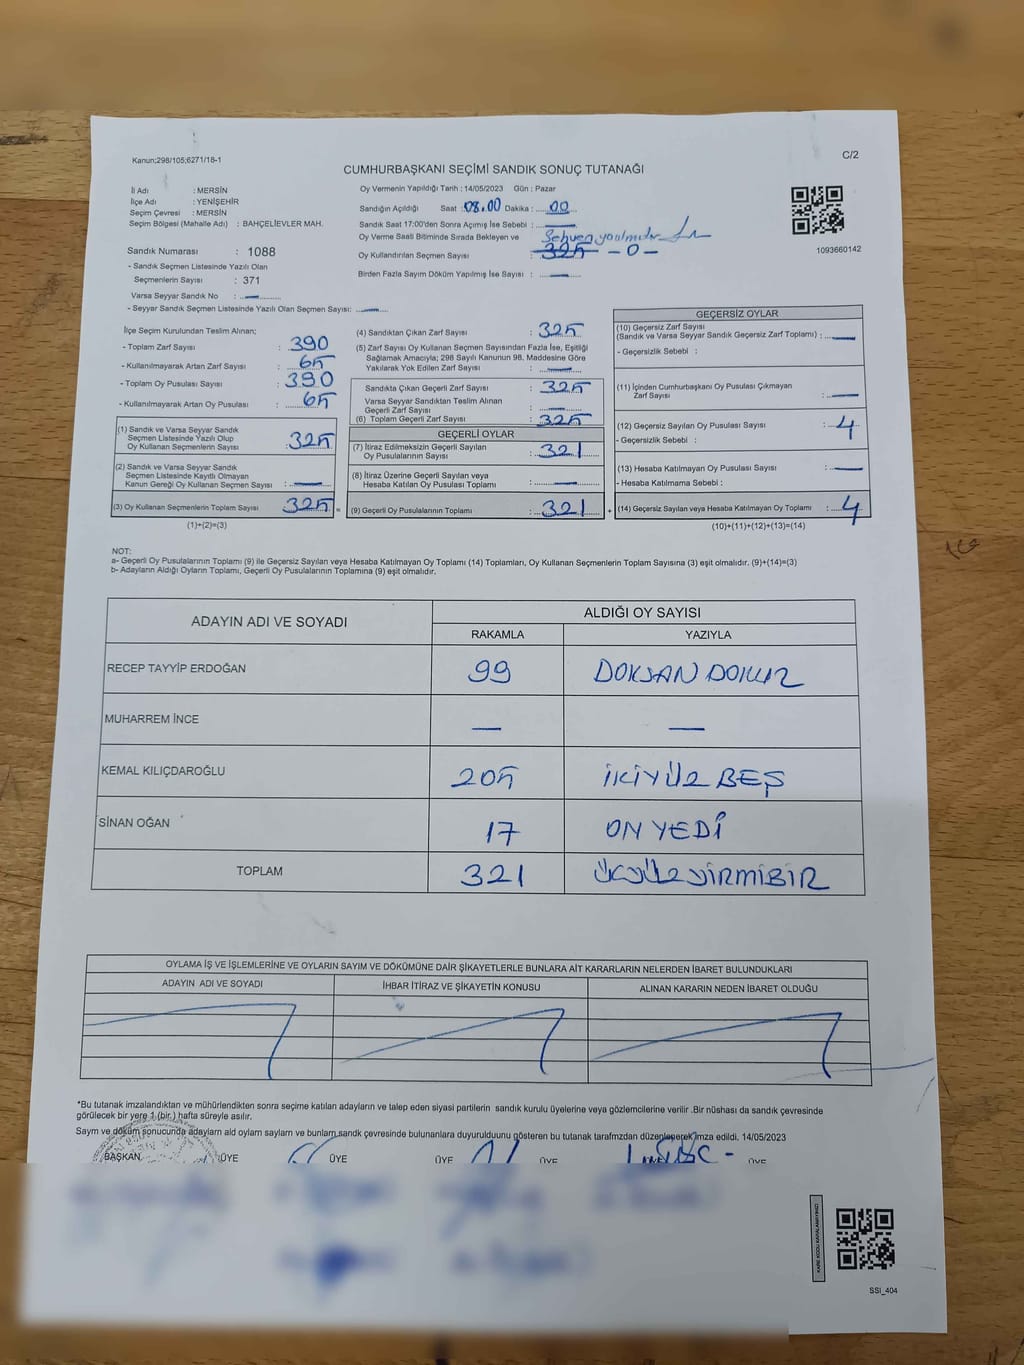 Kanun;298/105;6271/18-1
C/2
CUMHURBAŞKANI SEÇİMİ SANDIK SONUÇ TUTANAĞI
İl Adı : MERSİN
İlçe Adı : YENİŞEHİR
Seçim Çevresi : MERSİN
Seçim Bölgesi (Mahalle Adı) : BAHÇELİEVLER MAH.
Sandık Numarası : 1088
- Sandık Seçmen Listesinde Yazılı Olan
Seçmenlerin Sayısı : 371
Varsa Seyyar Sandık No : —
- Seyyar Sandık Seçmen Listesinde Yazılı Olan Seçmen Sayısı: —
Oy Vermenin Yapıldığı Tarih : 14/05/2023 Gün : Pazar
Sandığın Açıldığı Saat : 08.00 Dakika : 00
Sandık Saat 17:00'den Sonra Açımış İse Sebebi : —
Oy Verme Saati Bitiminde Sırada Bekleyen ve
Sehven yazılmıştır
Oy Kullandırılan Seçmen Sayısı : 325 -0-
Birden Fazla Sayım Döküm Yapılmış İse Sayısı : —
1093660142
İlçe Seçim Kurulundan Teslim Alınan;
- Toplam Zarf Sayısı : 390
- Kullanılmayarak Artan Zarf Sayısı : 65
- Toplam Oy Pusulası Sayısı : 390
- Kullanılmayarak Artan Oy Pusulası : 65
(1) Sandık ve Varsa Seyyar Sandık
Seçmen Listesinde Yazılı Olup
Oy Kullanan Seçmenlerin Sayısı : 325
(2) Sandık ve Varsa Seyyar Sandık
Seçmen Listesinde Kayıtlı Olmayan
Kanun Gereği Oy Kullanan Seçmen Sayısı : —
(3) Oy Kullanan Seçmenlerin Toplam Sayısı 325 =
(1)+(2)=(3)
(4) Sandıktan Çıkan Zarf Sayısı : 325
(5) Zarf Sayısı Oy Kullanan Seçmen Sayısından Fazla İse, Eşitliği
Sağlamak Amacıyla; 298 Sayılı Kanunun 98. Maddesine Göre
Yakılarak Yok Edilen Zarf Sayısı : —
Sandıkta Çıkan Geçerli Zarf Sayısı : 325
Varsa Seyyar Sandıktan Teslim Alınan
Geçerli Zarf Sayısı : —
(6) Toplam Geçerli Zarf Sayısı : 325
GEÇERLİ OYLAR
(7) İtiraz Edilmeksizin Geçerli Sayılan
Oy Pusulalarının Sayısı : 321
(8) İtiraz Üzerine Geçerli Sayılan veya
Hesaba Katılan Oy Pusulası Toplamı : —
(9) Geçerli Oy Pusulalarının Toplamı : 321 +
GEÇERSİZ OYLAR
(10) Geçersiz Zarf Sayısı
(Sandık ve Varsa Seyyar Sandık Geçersiz Zarf Toplamı) : —
- Geçersizlik Sebebi :
(11) İçinden Cumhurbaşkanı Oy Pusulası Çıkmayan
Zarf Sayısı : —
(12) Geçersiz Sayılan Oy Pusulası Sayısı : 4
- Geçersizlik Sebebi :
(13) Hesaba Katılmayan Oy Pusulası Sayısı : —
- Hesaba Katılmama Sebebi :
(14) Geçersiz Sayılan veya Hesaba Katılmayan Oy Toplamı : 4
(10)+(11)+(12)+(13)=(14)
NOT:
a- Geçerli Oy Pusulalarının Toplamı (9) ile Geçersiz Sayılan veya Hesaba Katılmayan Oy Toplamı (14) Toplamları, Oy Kullanan Seçmenlerin Toplam Sayısına (3) eşit olmalıdır. (9)+(14)=(3)
b- Adayların Aldığı Oyların Toplamı, Geçerli Oy Pusulalarının Toplamına (9) eşit olmalıdır.
ADAYIN ADI VE SOYADI
ALDIĞI OY SAYISI
RAKAMLA YAZIYLA
RECEP TAYYİP ERDOĞAN 99 DOKSAN DOKUZ
MUHARREM İNCE — —
KEMAL KILIÇDAROĞLU 205 İKİYÜZ BEŞ
SİNAN OĞAN 17 ON YEDİ
TOPLAM 321 ÜÇYÜZYİRMİBİR
OYLAMA İŞ VE İŞLEMLERİNE VE OYLARIN SAYIM VE DÖKÜMÜNE DAİR ŞİKAYETLERLE BUNLARA AİT KARARLARIN NELERDEN İBARET BULUNDUKLARI
ADAYIN ADI VE SOYADI İHBAR İTİRAZ VE ŞİKAYETİN KONUSU ALINAN KARARIN NEDEN İBARET OLDUĞU
*Bu tutanak imzalandıktan ve mühürlendikten sonra seçime katılan adayların ve talep eden siyasi partilerin sandık kurulu üyelerine veya gözlemcilerine verilir .Bir nüshası da sandık çevresinde
görülecek bir yere 1 (bir ) hafta süreyle asılır.
Saym ve döküm sonucunda adaylarn ald oylarn saylar ve bunlarn sandk çevresinde bulunanlara duyurulduunu gösteren bu tutanak tarafmzdan düzenlenerek imza edildi. 14/05/2023
BAŞKAN ÜYE ÜYE ÜYE ÜYE ÜYE
KARE KODU KARALAMAYINIZ!
SSI_404